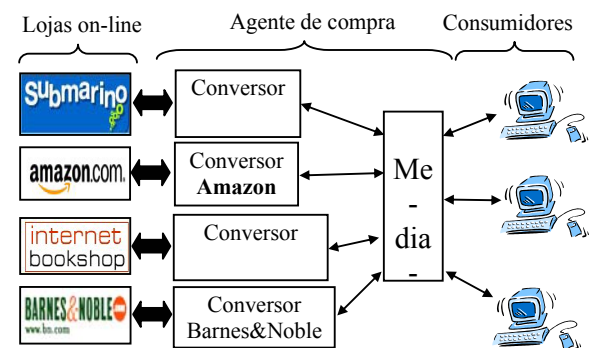 Lojas on-line
Agente de compra
Consumidores
Submarino
Conversor
amazon.com.
Conversor
Amazon
Me
-
dia
-
internet
bookshop
Conversor
BARNES&NOBLE
www.bn.com
Conversor
Barnes&Noble